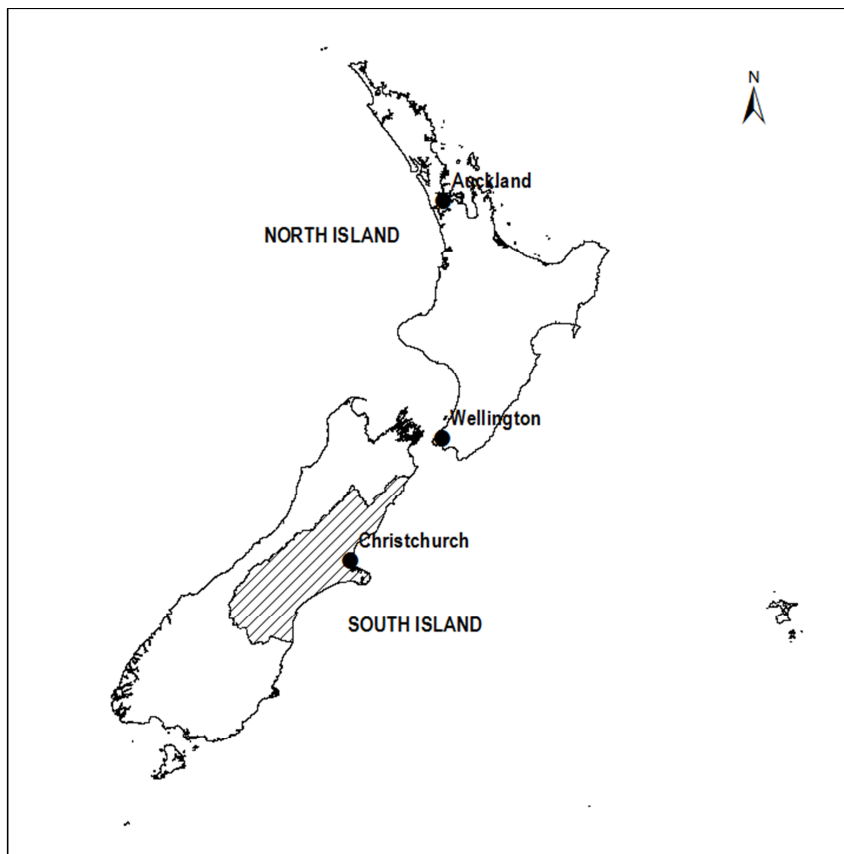 N
Auckland
NORTH ISLAND
Wellington
Christchurch
SOUTH ISLAND